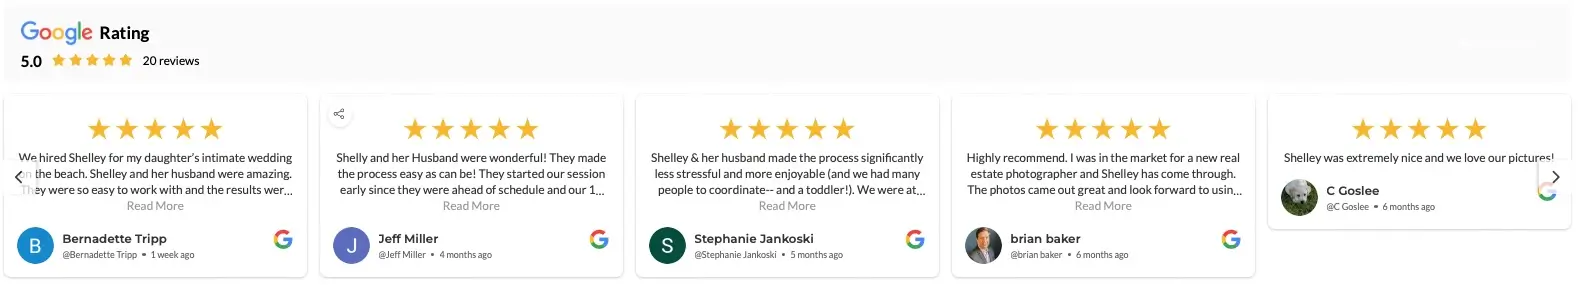 Google Rating
5.0 20 reviews
We hired Shelley for my daughter's intimate wedding
on the beach. Shelley and her husband were amazing.
They were so easy to work with and the results wer...
Read More
B Bernadette Tripp
@Bernadette Tripp • 1 week ago
Shelly and her Husband were wonderful! They made
the process easy as can be! They started our session
early since they were ahead of schedule and our 1...
Read More
J Jeff Miller
@Jeff Miller • 4 months ago
Shelley & her husband made the process significantly
less stressful and more enjoyable (and we had many
people to coordinate-- and a toddler!). We were at...
Read More
S Stephanie Jankoski
@Stephanie Jankoski • 5 months ago
Highly recommend. I was in the market for a new real
estate photographer and Shelley has come through.
The photos came out great and look forward to usin...
Read More
brian baker
@brian baker • 6 months ago
Shelley was extremely nice and we love our pictures!
C Goslee
@C Goslee • 6 months ago